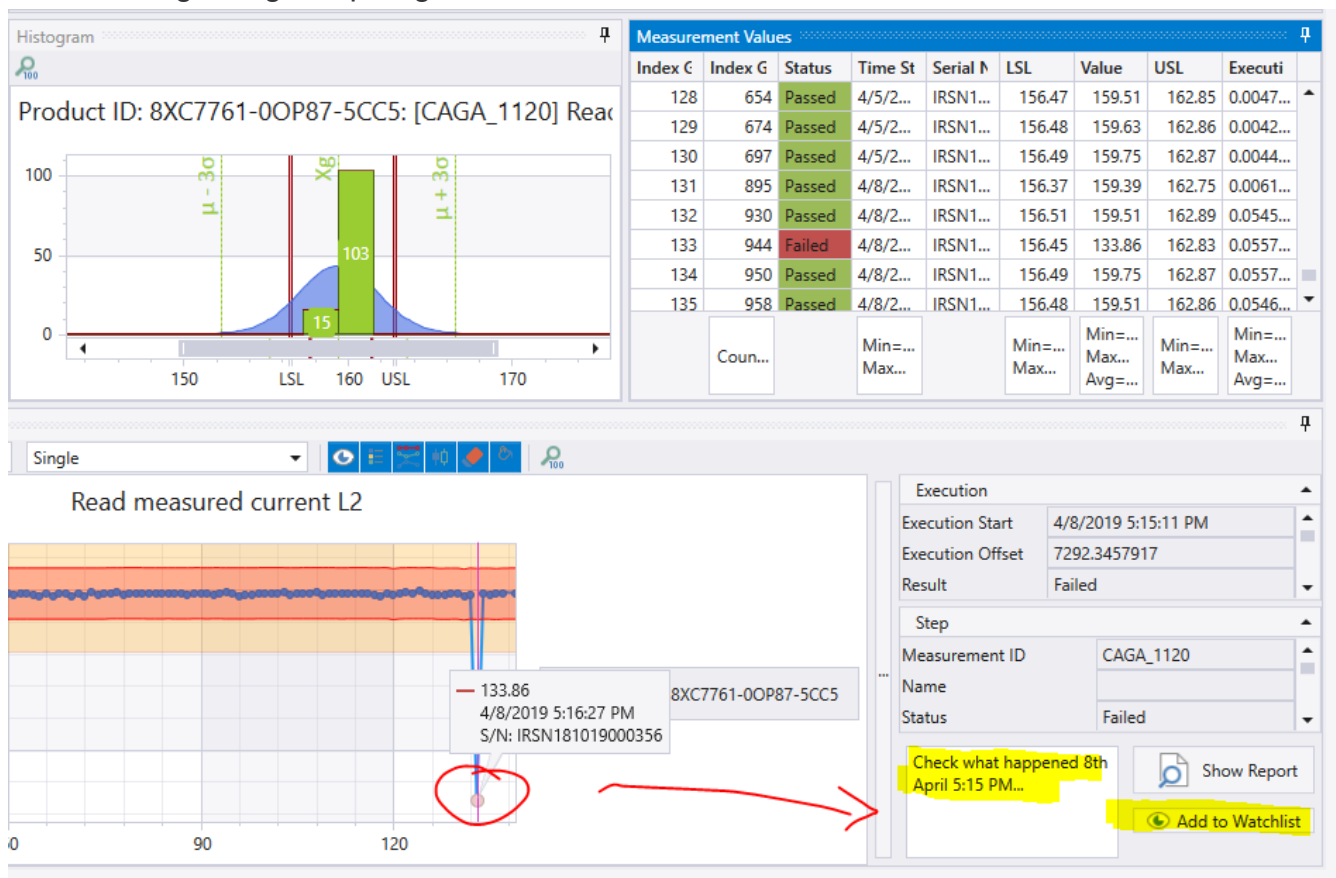 Histogram
100
Product ID: 8XC7761-0OP87-5CC5: [CAGA_1120] Reac
100
50
0
µ - 3σ
Xg
µ + 3σ
103
15
150 LSL 160 USL 170
Measurement Values
Index G Index G Status Time St Serial N LSL Value USL Executi
128 654 Passed 4/5/2... IRSN1... 156.47 159.51 162.85 0.0047...
129 674 Passed 4/5/2... IRSN1... 156.48 159.63 162.86 0.0042...
130 697 Passed 4/5/2... IRSN1... 156.49 159.75 162.87 0.0044...
131 895 Passed 4/8/2... IRSN1... 156.37 159.39 162.75 0.0061...
132 930 Passed 4/8/2... IRSN1... 156.51 159.51 162.89 0.0545...
133 944 Failed 4/8/2... IRSN1... 156.45 133.86 162.83 0.0557...
134 950 Passed 4/8/2... IRSN1... 156.49 159.75 162.87 0.0557...
135 958 Passed 4/8/2... IRSN1... 156.48 159.51 162.86 0.0546...
Coun... Min=... Min=... Min=... Min=... Min=...
Max... Max... Max... Max... Max...
Avg=... Avg=...
Single
100
Read measured current L2
133.86
4/8/2019 5:16:27 PM
S/N: IRSN181019000356
8XC7761-0OP87-5CC5
0 90 120
Execution
Execution Start 4/8/2019 5:15:11 PM
Execution Offset 7292.3457917
Result Failed
Step
Measurement ID CAGA_1120
Name
Status Failed
...
Check what happened 8th
April 5:15 PM...
Show Report
Add to Watchlist